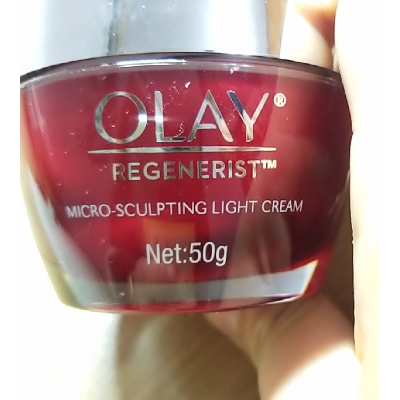 OLAY®
REGENERIST™
MICRO-SCULPTING LIGHT CREAM
Net:50g